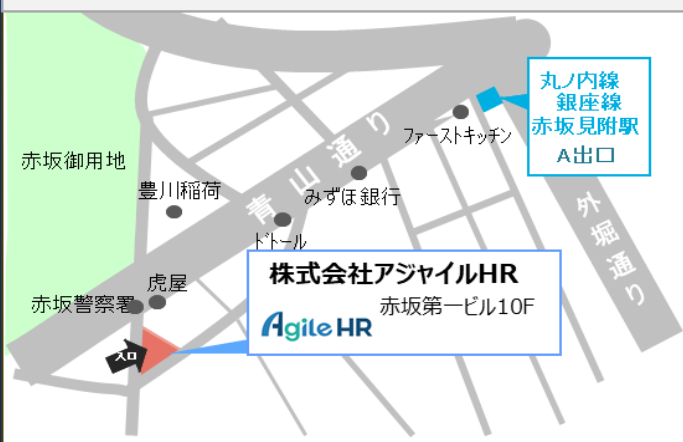 丸ノ内線
銀座線
赤坂見附駅
A出口
ファーストキッチン
青山通り
赤坂御用地
豊川稲荷
みずほ銀行
外堀通り
ドトール
株式会社アジャイルHR
赤坂第一ビル10F
Agile HR
虎屋
赤坂警察署
入口